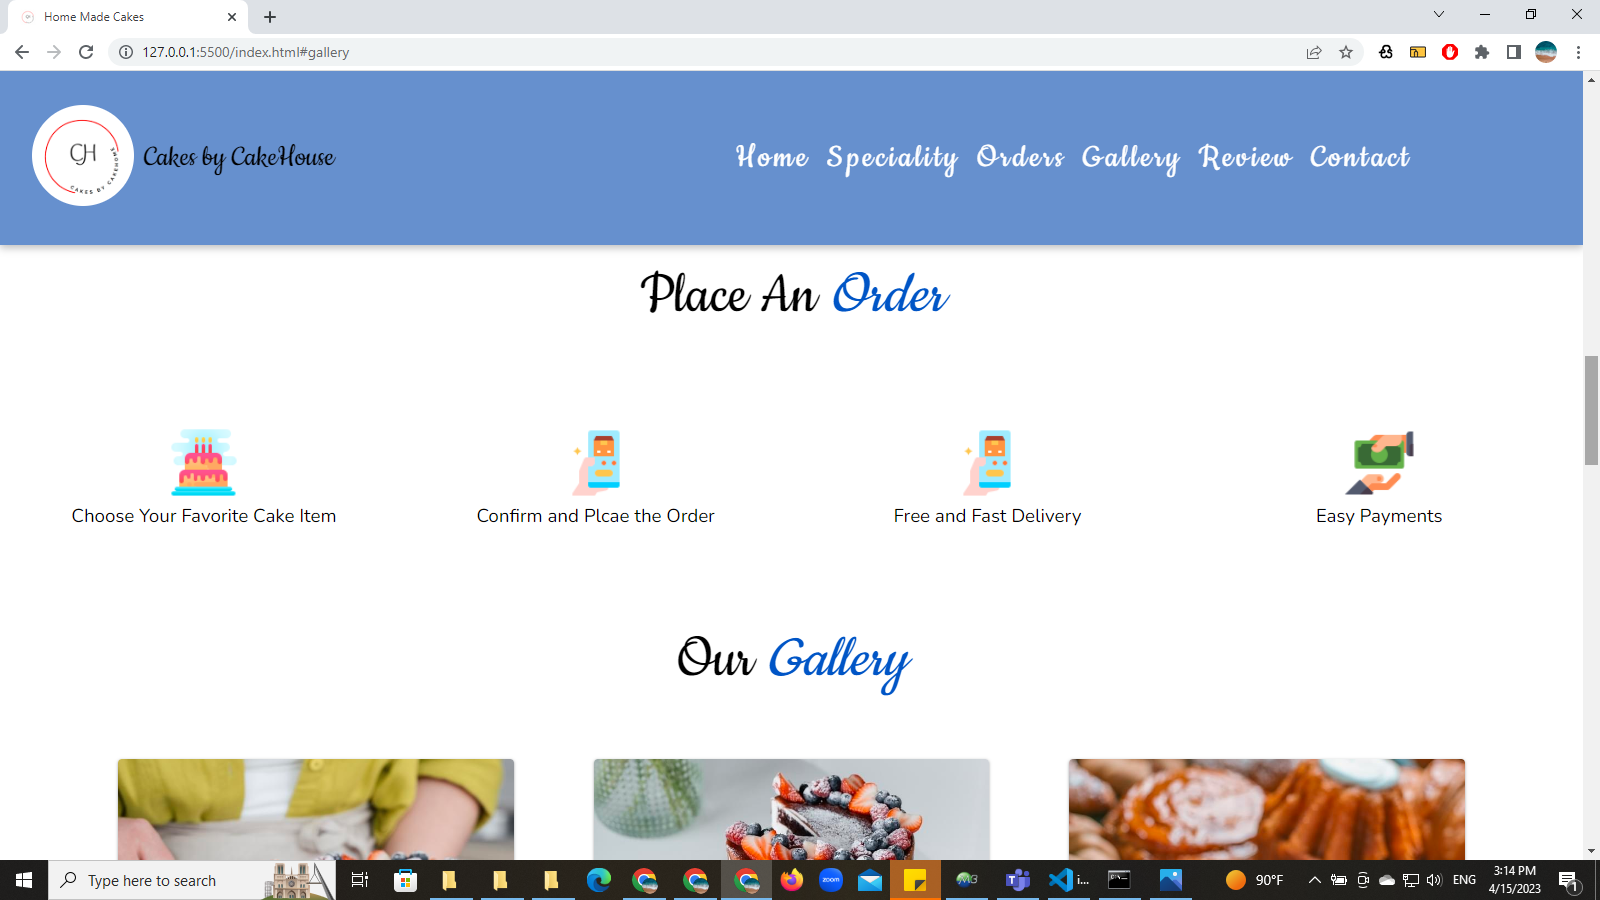 Home Made Cakes
127.0.0.1:5500/index.html#gallery
CH
CAKES BY CAKEHOUSE
Cakes by CakeHouse
Home Speciality Orders Gallery Review Contact
Place An Order
Choose Your Favorite Cake Item
Confirm and Plcae the Order
Free and Fast Delivery
Easy Payments
Our Gallery
Type here to search
zoom
i...
90°F
ENG
3:14 PM
4/15/2023
1